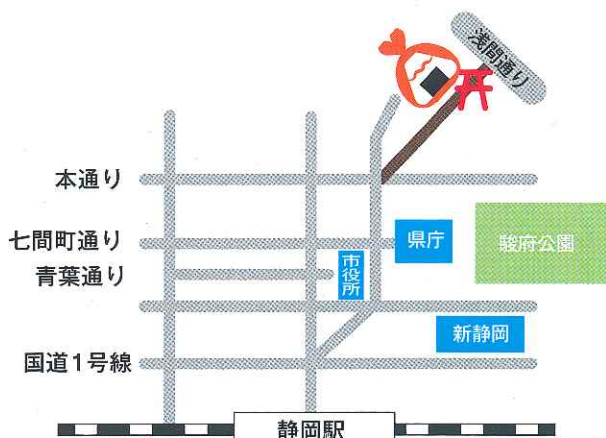 浅間通り
本通り
七間町通り
県庁
駿府公園
青葉通り
市役所
新静岡
国道1号線
静岡駅